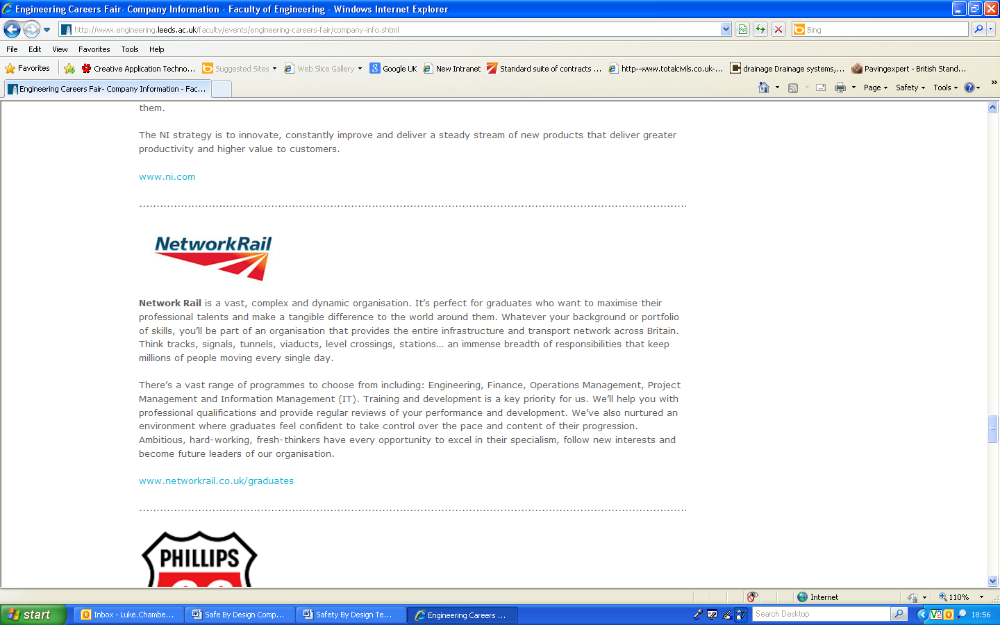 Engineering Careers Fair- Company Information - Faculty of Engineering - Windows Internet Explorer
http://www.engineering.leeds.ac.uk/faculty/events/engineering-careers-fair/company-info.shtml
Bing
File Edit View Favorites Tools Help
Favorites Creative Application Techno... Suggested Sites Web Slice Gallery Google UK New Intranet Standard suite of contracts ... http--www.totalcivils.co.uk-... drainage Drainage systems,... Pavingexpert - British Stand...
Engineering Careers Fair- Company Information - Fac... Page Safety Tools
them.
The NI strategy is to innovate, constantly improve and deliver a steady stream of new products that deliver greater
productivity and higher value to customers.
www.ni.com
NetworkRail
Network Rail is a vast, complex and dynamic organisation. It's perfect for graduates who want to maximise their
professional talents and make a tangible difference to the world around them. Whatever your background or portfolio
of skills, you'll be part of an organisation that provides the entire infrastructure and transport network across Britain.
Think tracks, signals, tunnels, viaducts, level crossings, stations... an immense breadth of responsibilities that keep
millions of people moving every single day.
There's a vast range of programmes to choose from including: Engineering, Finance, Operations Management, Project
Management and Information Management (IT). Training and development is a key priority for us. We'll help you with
professional qualifications and provide regular reviews of your performance and development. We've also nurtured an
environment where graduates feel confident to take control over the pace and content of their progression.
Ambitious, hard-working, fresh-thinkers have every opportunity to excel in their specialism, follow new interests and
become future leaders of our organisation.
www.networkrail.co.uk/graduates
PHILLIPS
Internet 110%
start Inbox - Luke.Chambe... Safe By Design Comp... Safety By Design Te... Engineering Careers ... Search Desktop 18:56